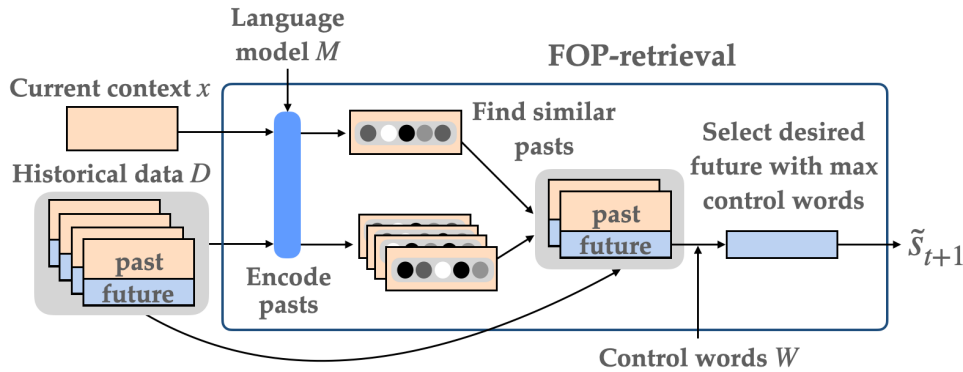 Language
model M
FOP-retrieval
Current context x
Find similar
pasts
Select desired
future with max
control words
Historical data D
past
future
past
future
Encode
pasts
s̃_{t+1}
Control words W